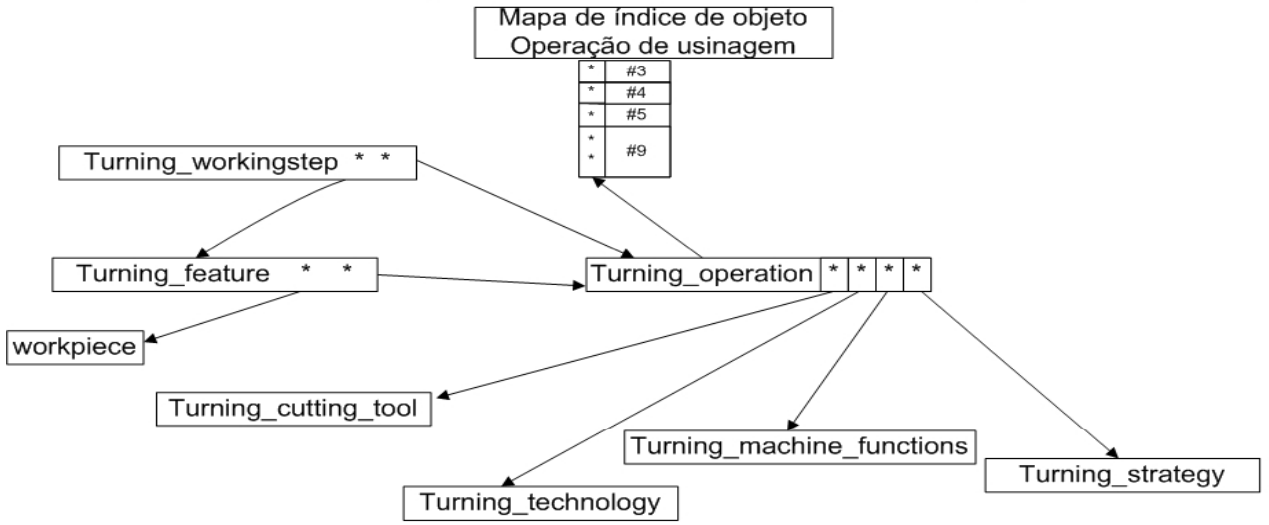 Mapa de índice de objeto
Operação de usinagem
* #3
* #4
* #5
* * #9
Turning_workingstep * *
Turning_feature * *
Turning_operation * * * *
workpiece
Turning_cutting_tool
Turning_machine_functions
Turning_strategy
Turning_technology